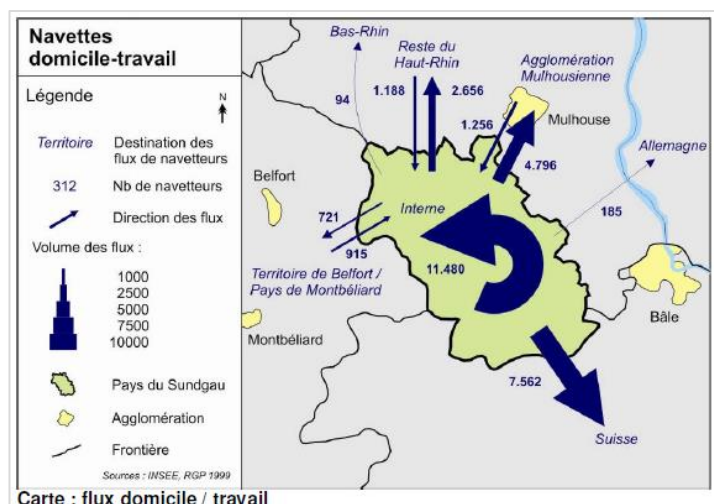 Navettes
domicile-travail
Légende
N
Territoire
Destination des
flux de navetteurs
312
Nb de navetteurs
Direction des flux
Volume des flux :
1000
2500
5000
7500
10000
Pays du Sundgau
Agglomération
Frontière
Sources : INSEE, RGP 1999
Bas-Rhin
94
Reste du
Haut-Rhin
1.188
2.656
Agglomération
Mulhousienne
1.256
Mulhouse
4.796
Allemagne
185
Belfort
721
915
Interne
11.480
Territoire de Belfort /
Pays de Montbéliard
Montbéliard
Bâle
7.562
Suisse
Carte : flux domicile / travail